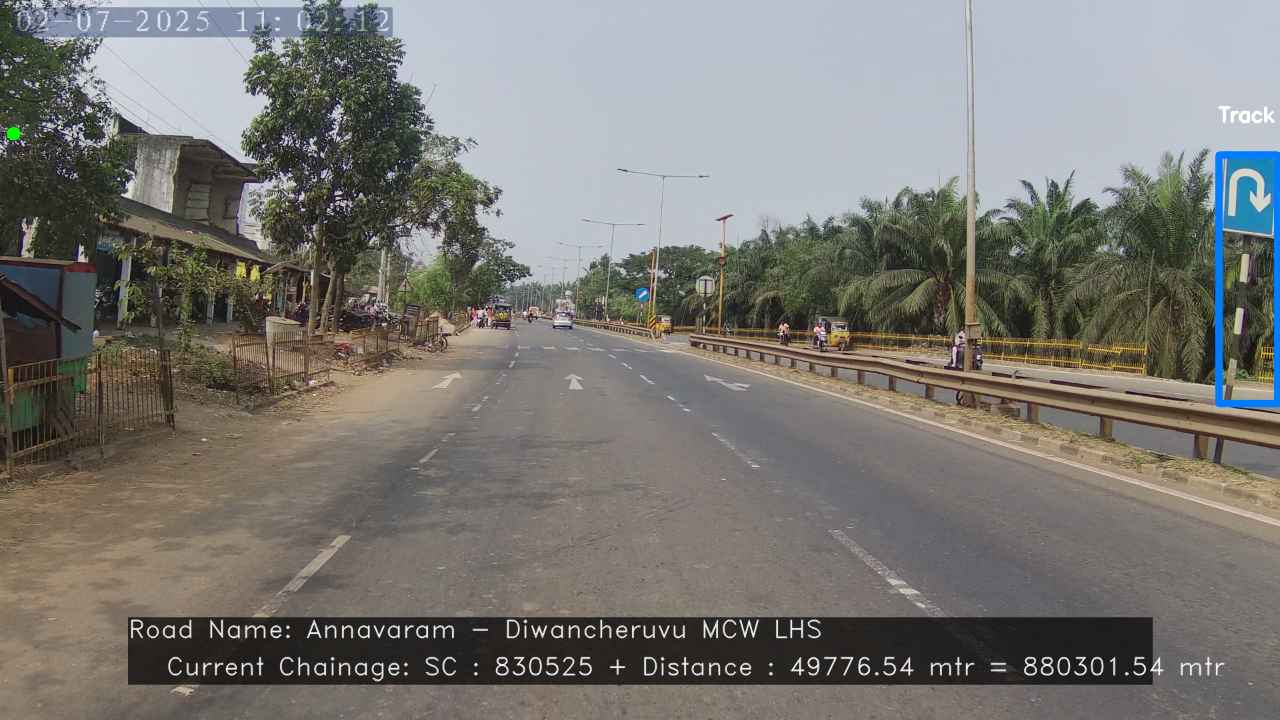 02-07-2025 11:02:12
Track
Road Name: Annavaram - Diwancheruvu MCW LHS
Current Chainage: SC : 830525 + Distance : 49776.54 mtr = 880301.54 mtr